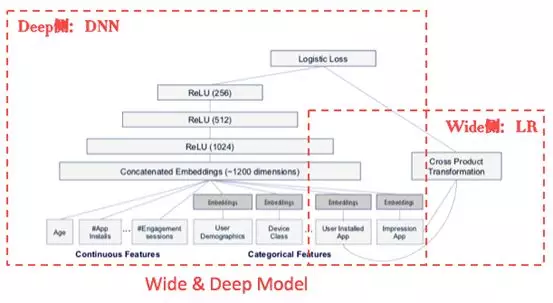 Deep侧：DNN
Logistic Loss
ReLU (256)
ReLU (512)
ReLU (1024)
Wide侧：LR
Concatenated Embeddings (~1200 dimensions)
Cross Product
Transformation
Embeddings
Embeddings
Embeddings
Embeddings
Age
#App
Installs
...
#Engagement
sessions
User
Demographics
Device
Class
...
User Installed
App
Impression
App
Continuous Features
Categorical Features
Wide & Deep Model